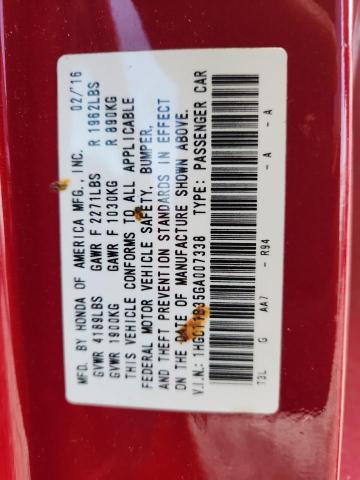 MFD. BY HONDA OF AMERICA MFG., INC. 02/16
GVWR 4189LBS GAWR F 2271LBS R 1962LBS
GVWR 1900KG GAWR F 1030KG R 890KG
THIS VEHICLE CONFORMS TO ALL APPLICABLE
FEDERAL MOTOR VEHICLE SAFETY, BUMPER,
AND THEFT PREVENTION STANDARDS IN EFFECT
ON THE DATE OF MANUFACTURE SHOWN ABOVE.
V.I.N.: TYPE: PASSENGER CAR
T3L G AA7 - R94 - A - A